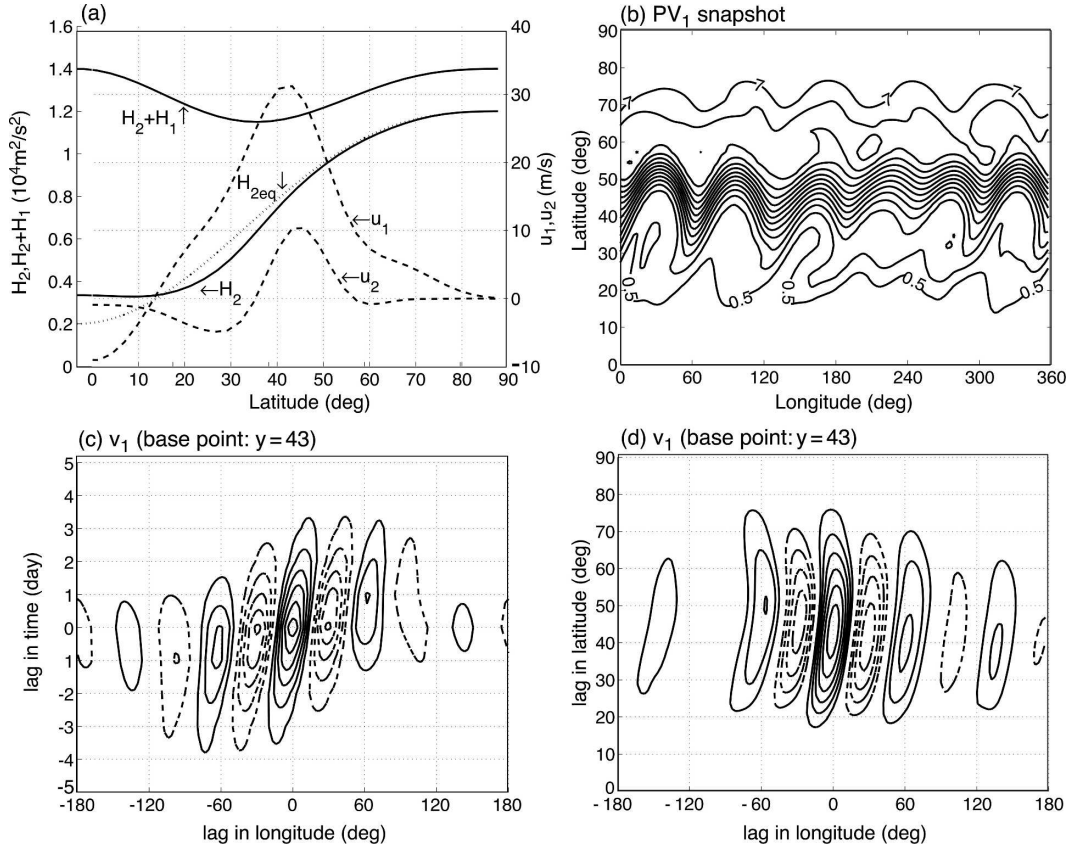 (a)
1.6
1.4
1.2
1
0.8
0.6
0.4
0.2
0
H2,H2+H1 (10^4m^2/s^2)
H2+H1
H2eq
H2
u1
u2
40
30
20
10
0
-10
u1,u2 (m/s)
0 10 20 30 40 50 60 70 80 90
Latitude (deg)
(b) PV1 snapshot
90
80
70
60
50
40
30
20
10
0
Latitude (deg)
7
7
0.5
0.5
0.5
0.5
0 60 120 180 240 300 360
Longitude (deg)
(c) v1 (base point: y = 43)
5
4
3
2
1
0
1
-2
-3
-4
-5
lag in time (day)
-180 -120 -60 0 60 120 180
lag in longitude (deg)
(d) v1 (base point: y = 43)
90
80
70
60
50
40
30
20
10
0
lag in latitude (deg)
-180 -120 -60 0 60 120 180
lag in longitude (deg)